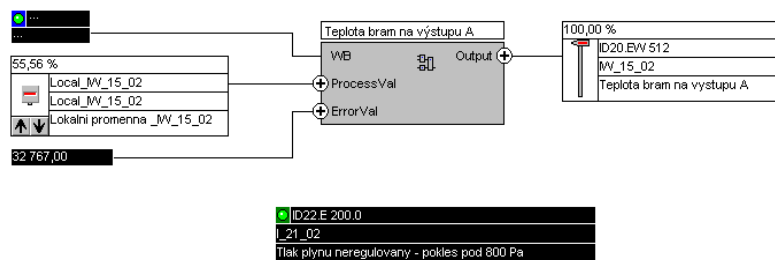 ...
...
Teplota bram na výstupu A
100,00 %
WB
Output
ID20.EW 512
IW_15_02
Teplota bram na vystupu A
55,56 %
Local_IW_15_02
Local_IW_15_02
Lokalni promenna _IW_15_02
ProcessVal
ErrorVal
32 767,00
ID22.E 200.0
I_21_02
Tlak plynu neregulovany - pokles pod 800 Pa